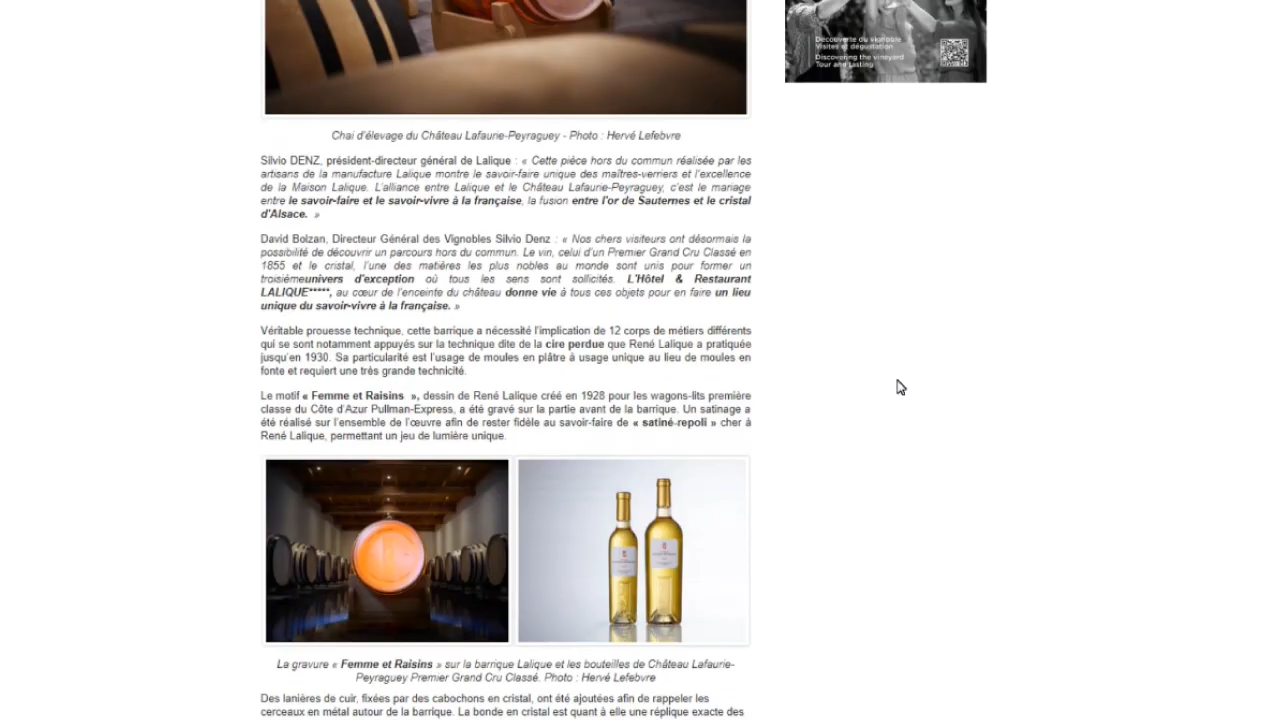 Découverte du vignoble
Visites et dégustation
Discovering the vineyard
Tour and tasting
Chai d'élevage du Château Lafaurie-Peyraguey - Photo : Hervé Lefebvre
Silvio DENZ, président-directeur général de Lalique : « Cette pièce hors du commun réalisée par les
artisans de la manufacture Lalique montre le savoir-faire unique des maîtres-verriers et l'excellence
de la Maison Lalique. L'alliance entre Lalique et le Château Lafaurie-Peyraguey, c'est le mariage
entre le savoir-faire et le savoir-vivre à la française, la fusion entre l'or de Sauternes et le cristal
d'Alsace. »
David Bolzan, Directeur Général des Vignobles Silvio Denz : « Nos chers visiteurs ont désormais la
possibilité de découvrir un parcours hors du commun. Le vin, celui d'un Premier Grand Cru Classé en
1855 et le cristal, l'une des matières les plus nobles au monde sont unis pour former un
troisièmeunivers d'exception où tous les sens sont sollicités. L'Hôtel & Restaurant
LALIQUE*****, au cœur de l'enceinte du château donne vie à tous ces objets pour en faire un lieu
unique du savoir-vivre à la française. »
Véritable prouesse technique, cette barrique a nécessité l'implication de 12 corps de métiers différents
qui se sont notamment appuyés sur la technique dite de la cire perdue que René Lalique a pratiquée
jusqu'en 1930. Sa particularité est l'usage de moules en plâtre à usage unique au lieu de moules en
fonte et requiert une très grande technicité.
Le motif « Femme et Raisins », dessin de René Lalique créé en 1928 pour les wagons-lits première
classe du Côte d'Azur Pullman-Express, a été gravé sur la partie avant de la barrique. Un satinage a
été réalisé sur l'ensemble de l'œuvre afin de rester fidèle au savoir-faire de « satiné-repoli » cher à
René Lalique, permettant un jeu de lumière unique.
La gravure « Femme et Raisins » sur la barrique Lalique et les bouteilles de Château Lafaurie-
Peyraguey Premier Grand Cru Classé. Photo : Hervé Lefebvre
Des lanières de cuir, fixées par des cabochons en cristal, ont été ajoutées afin de rappeler les
cerceaux en métal autour de la barrique. La bonde en cristal est quant à elle une réplique exacte des